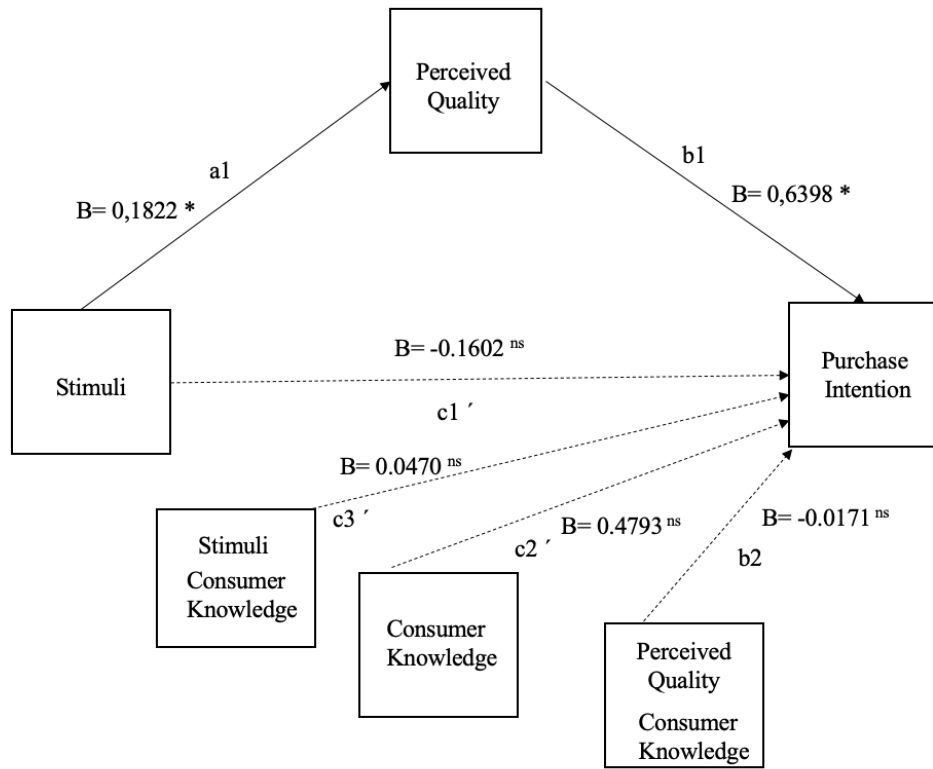 Perceived
Quality
a1
B= 0,1822 *
b1
B= 0,6398 *
Stimuli
B= -0.1602 ns
c1 ´
Purchase
Intention
B= 0.0470 ns
c3 ´
Stimuli
Consumer
Knowledge
B= 0.4793 ns
c2 ´
Consumer
Knowledge
B= -0.0171 ns
b2
Perceived
Quality
Consumer
Knowledge